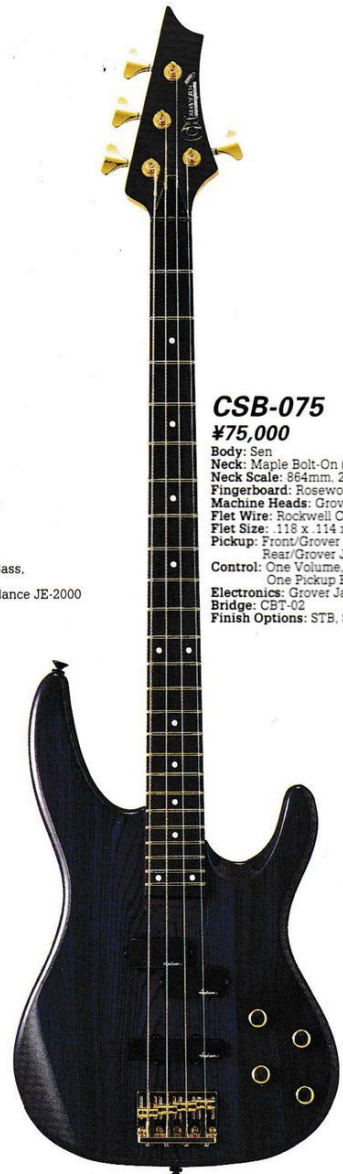 CSB-075
¥75,000
Body: Sen
Neck: Maple Bolt-On
Neck Scale: 864mm, 2
Fingerboard: Rosewo
Machine Heads: Grov
Flet Wire: Rockwell C
Flet Size: .118 x .114 x
Pickup: Front/Grover
Rear/Grover J
Control: One Volume,
One Pickup
Electronics: Grover Ja
Bridge: CBT-02
Finish Options: STB,
ass,
lance JE-2000